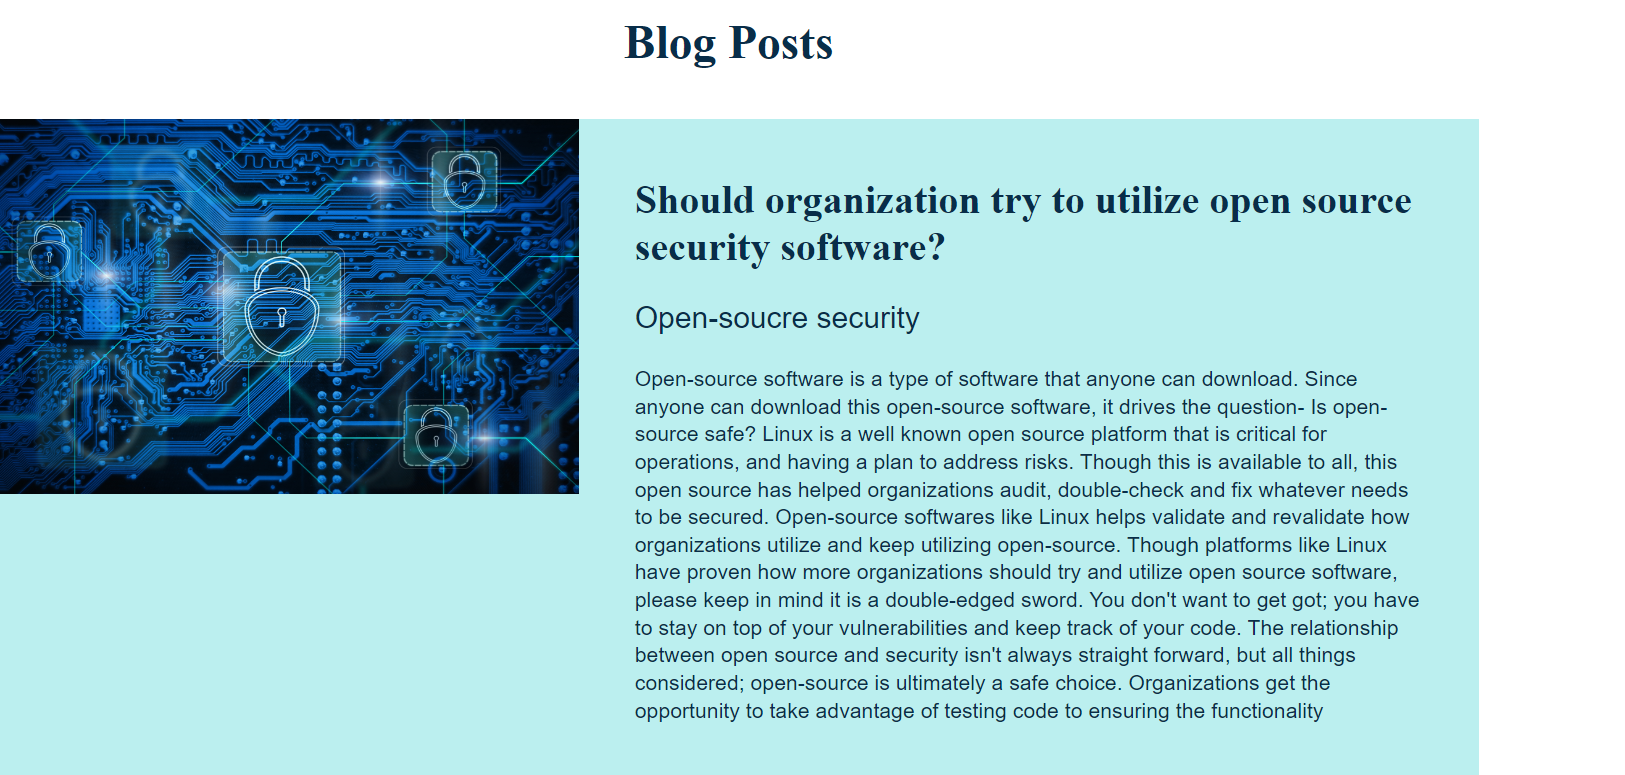 Blog Posts
Should organization try to utilize open source
security software?
Open-soucre security
Open-source software is a type of software that anyone can download. Since
anyone can download this open-source software, it drives the question- Is open-
source safe? Linux is a well known open source platform that is critical for
operations, and having a plan to address risks. Though this is available to all, this
open source has helped organizations audit, double-check and fix whatever needs
to be secured. Open-source softwares like Linux helps validate and revalidate how
organizations utilize and keep utilizing open-source. Though platforms like Linux
have proven how more organizations should try and utilize open source software,
please keep in mind it is a double-edged sword. You don't want to get got; you have
to stay on top of your vulnerabilities and keep track of your code. The relationship
between open source and security isn't always straight forward, but all things
considered; open-source is ultimately a safe choice. Organizations get the
opportunity to take advantage of testing code to ensuring the functionality